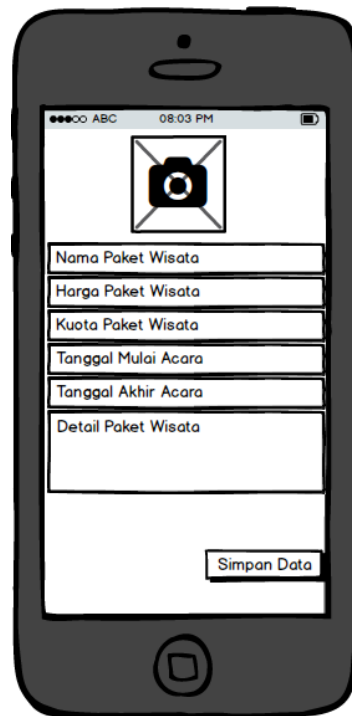 ABC 08:03 PM
Nama Paket Wisata
Harga Paket Wisata
Kuota Paket Wisata
Tanggal Mulai Acara
Tanggal Akhir Acara
Detail Paket Wisata
Simpan Data